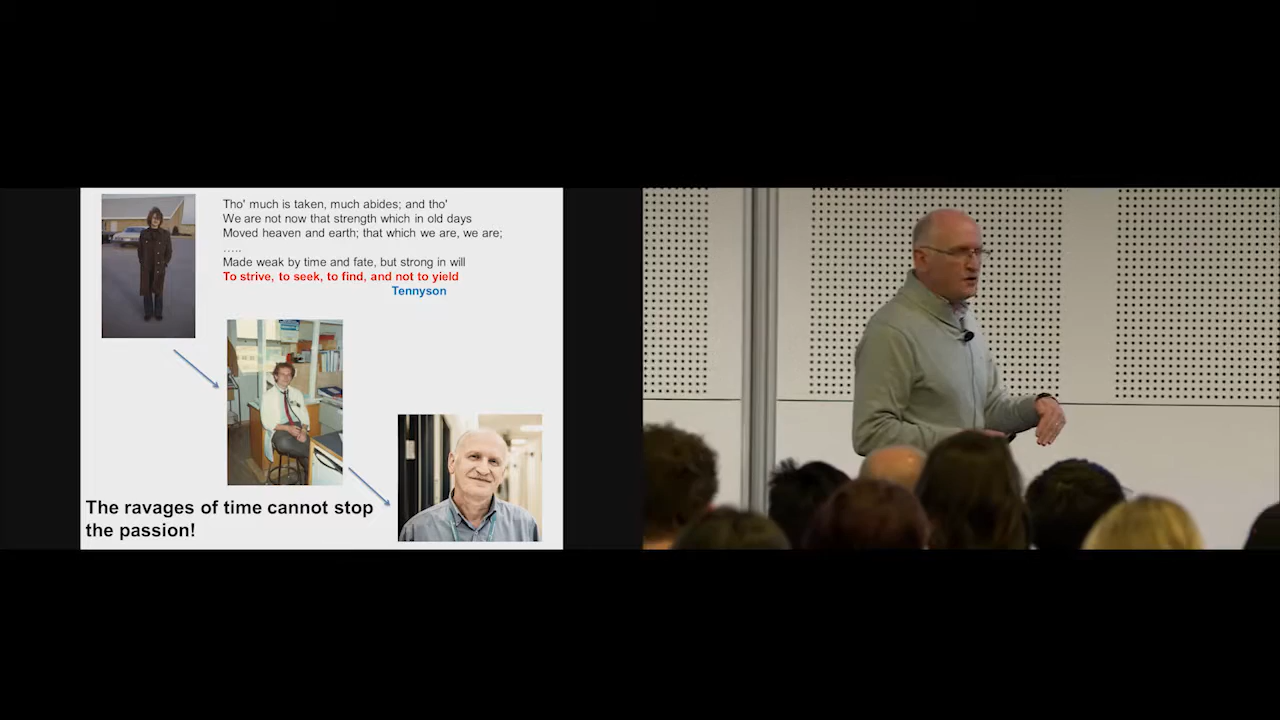 Tho' much is taken, much abides; and tho'
We are not now that strength which in old days
Moved heaven and earth; that which we are, we are;
.....
Made weak by time and fate, but strong in will
To strive, to seek, to find, and not to yield
Tennyson
The ravages of time cannot stop
the passion!